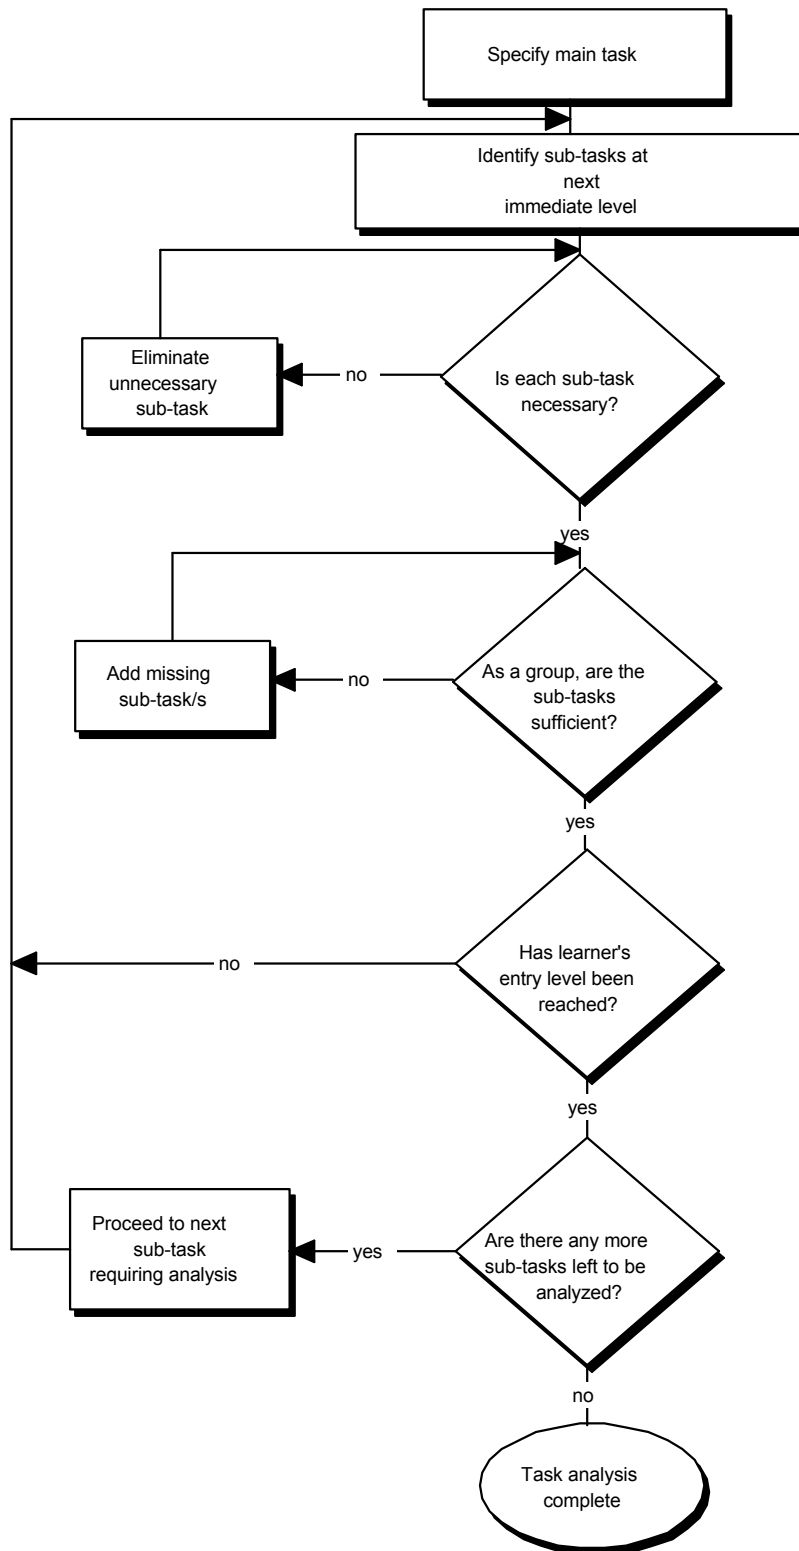 Specify main task
Identify sub-tasks at
next
immediate level
Eliminate
unnecessary
sub-task
no
Is each sub-task
necessary?
yes
Add missing
sub-task/s
no
As a group, are the
sub-tasks
sufficient?
yes
no
Has learner's
entry level been
reached?
yes
Proceed to next
sub-task
requiring analysis
yes
Are there any more
sub-tasks left to be
analyzed?
no
Task analysis
complete